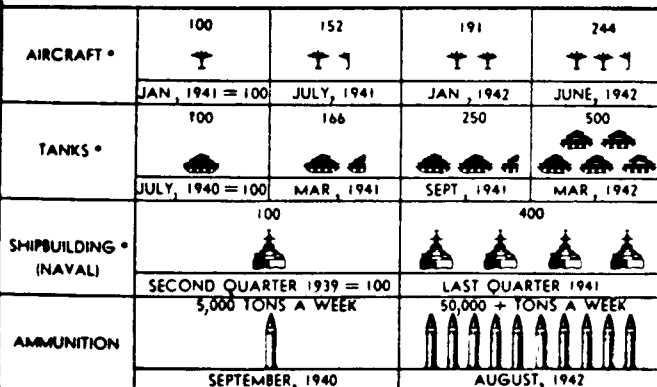 100 152 191 244
AIRCRAFT *
JAN, 1941 = 100 JULY, 1941 JAN, 1942 JUNE, 1942
100 166 250 500
TANKS *
JULY, 1940 = 100 MAR, 1941 SEPT, 1941 MAR, 1942
100 400
SHIPBUILDING *
(NAVAL)
SECOND QUARTER 1939 = 100 LAST QUARTER 1941
5,000 TONS A WEEK 50,000 + TONS A WEEK
AMMUNITION
SEPTEMBER, 1940 AUGUST, 1942